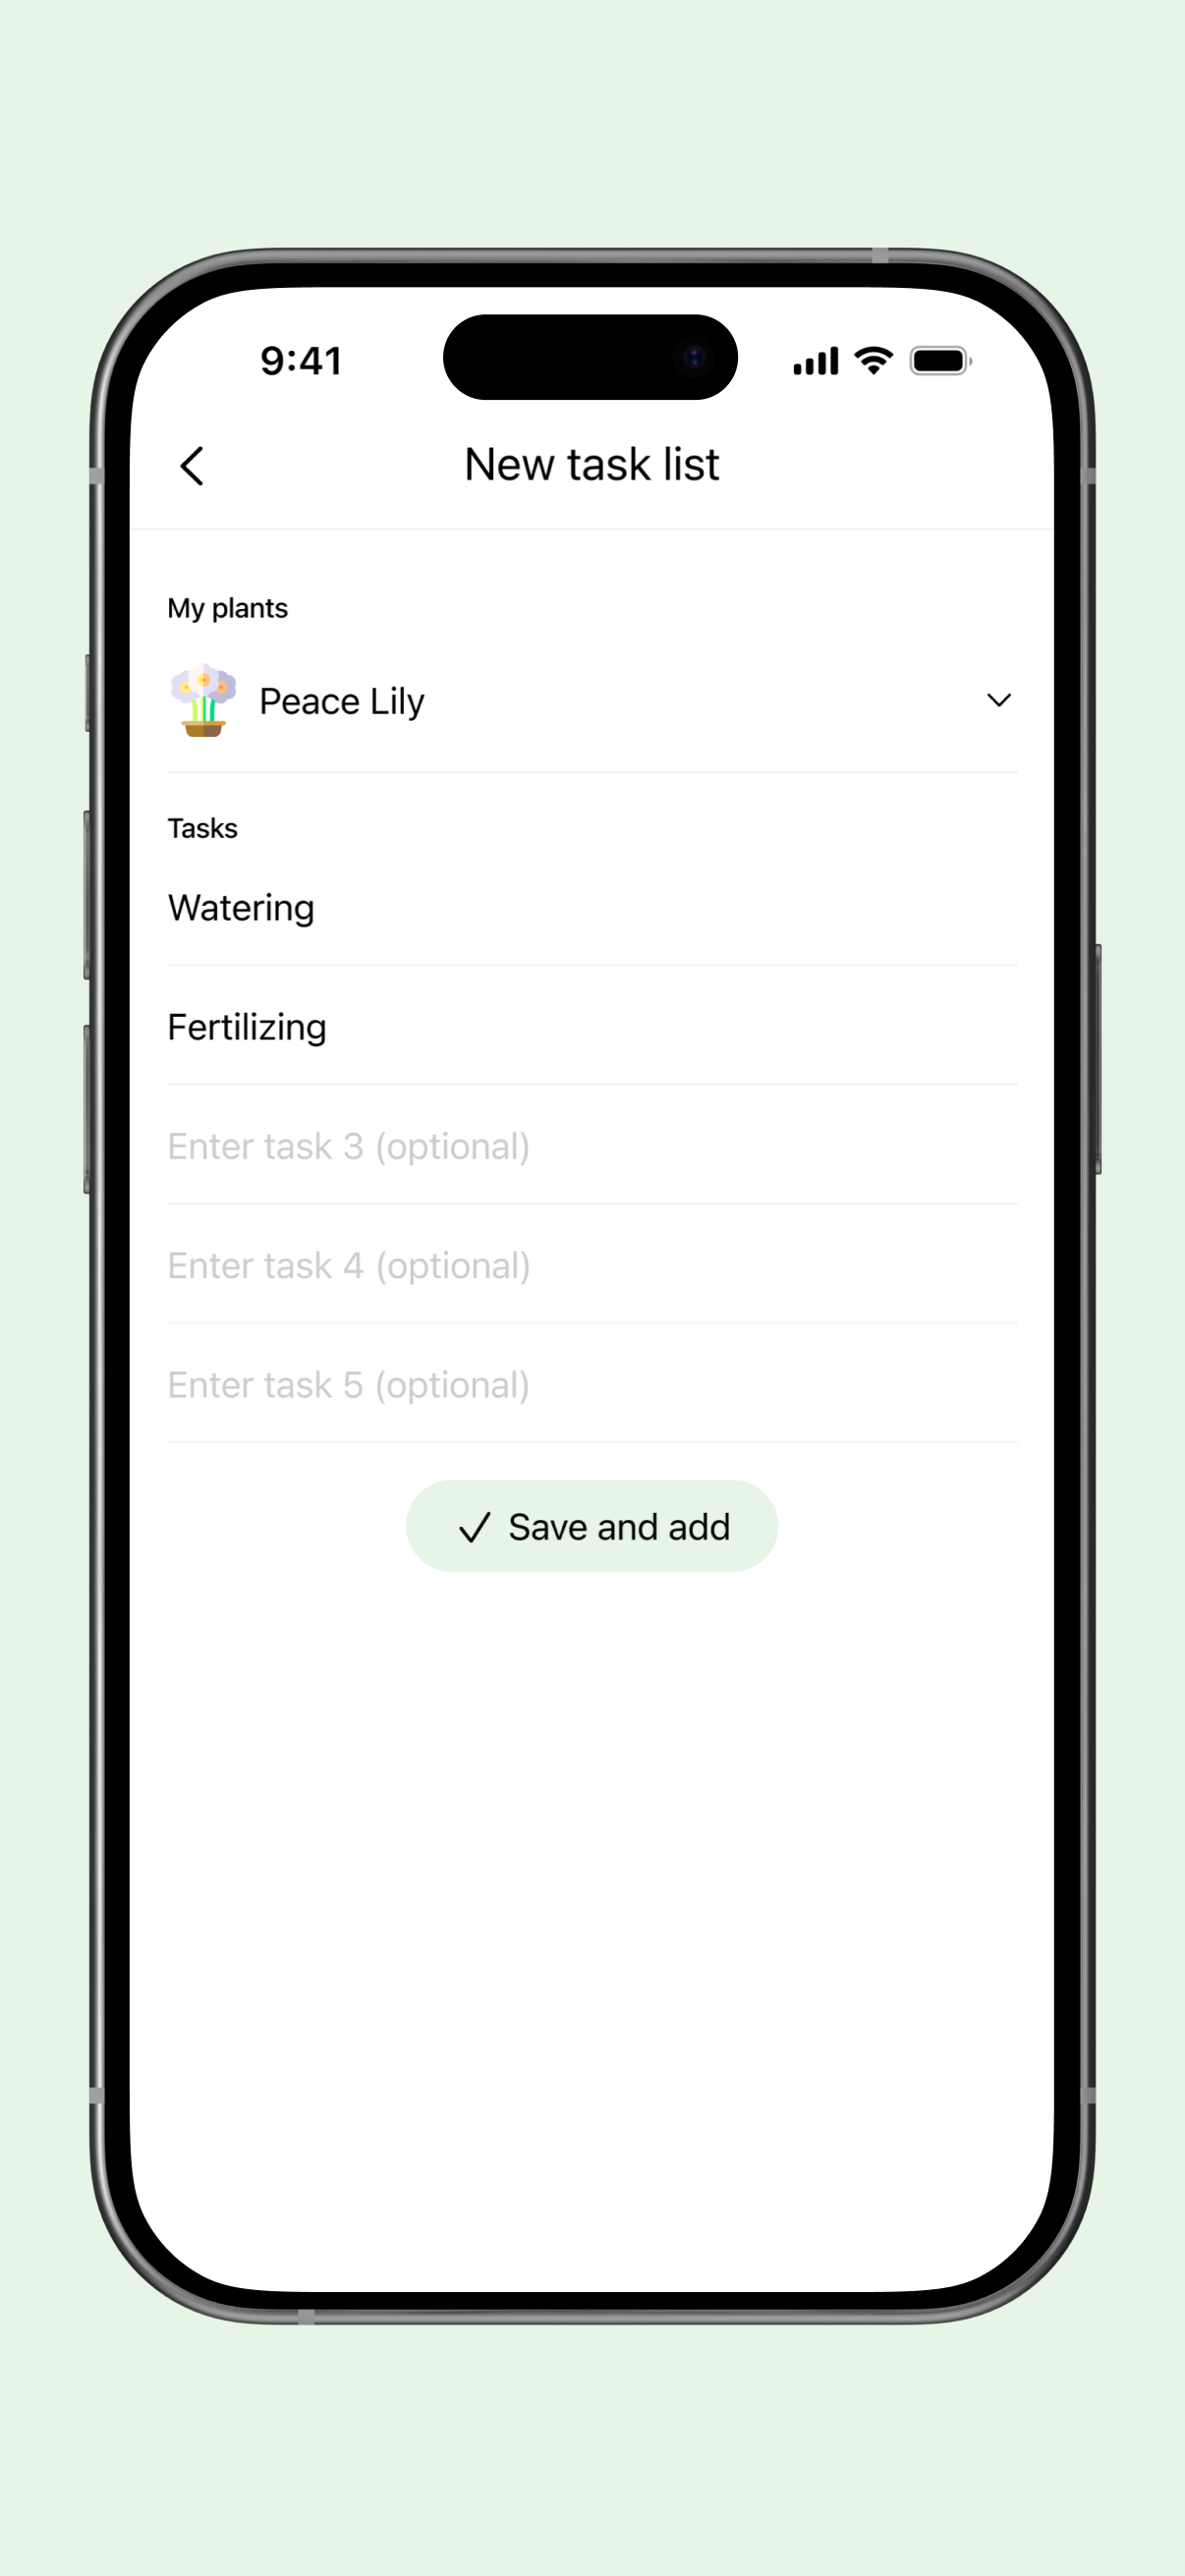 9:41
New task list
My plants
Peace Lily
Tasks
Watering
Fertilizing
Enter task 3 (optional)
Enter task 4 (optional)
Enter task 5 (optional)
Save and add